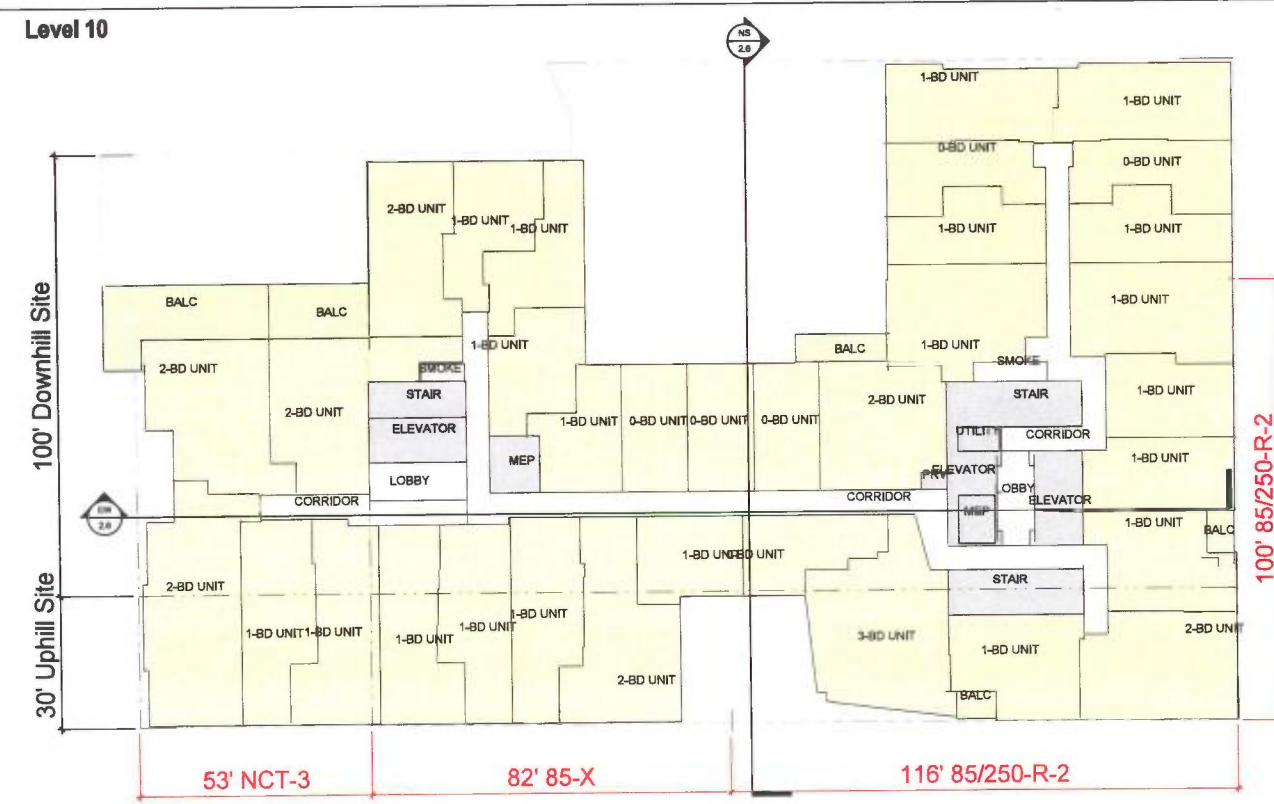 Level 10
NS
2.6
1-BD UNIT
1-BD UNIT
0-BD UNIT
0-BD UNIT
2-BD UNIT
1-BD UNIT
1-BD UNIT
1-BD UNIT
1-BD UNIT
100' Downhill Site
BALC
BALC
1-BD UNIT
1-BD UNIT
1-BD UNIT
BALC
2-BD UNIT
SMOKE
SMOKE
STAIR
2-BD UNIT
STAIR
1-BD UNIT
2-BD UNIT
1-BD UNIT
0-BD UNIT
0-BD UNIT
0-BD UNIT
ELEVATOR
UTILITY
CORRIDOR
MEP
1-BD UNIT
ELEVATOR
PRV
LOBBY
LOBBY
CORRIDOR
CORRIDOR
ELEVATOR
EW
2.6
MEP
1-BD UNIT
BALC
100' 85/250-R-2
1-BD UNIT
BD UNIT
2-BD UNIT
STAIR
30' Uphill Site
1-BD UNIT
1-BD UNIT
1-BD UNIT
1-BD UNIT
1-BD UNIT
3-BD UNIT
2-BD UNIT
1-BD UNIT
2-BD UNIT
BALC
53' NCT-3
82' 85-X
116' 85/250-R-2